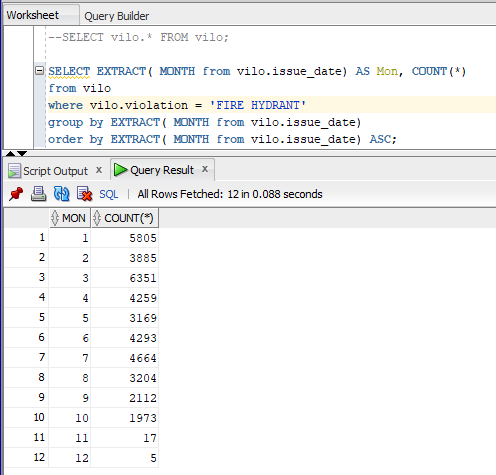 Worksheet Query Builder
--SELECT vilo.* FROM vilo;
SELECT EXTRACT( MONTH from vilo.issue_date) AS Mon, COUNT(*)
from vilo
where vilo.violation = 'FIRE HYDRANT'
group by EXTRACT( MONTH from vilo.issue_date)
order by EXTRACT( MONTH from vilo.issue_date) ASC;
Script Output x Query Result x
SQL | All Rows Fetched: 12 in 0.088 seconds
MON COUNT(*)
1 1 5805
2 2 3885
3 3 6351
4 4 4259
5 5 3169
6 6 4293
7 7 4664
8 8 3204
9 9 2112
10 10 1973
11 11 17
12 12 5